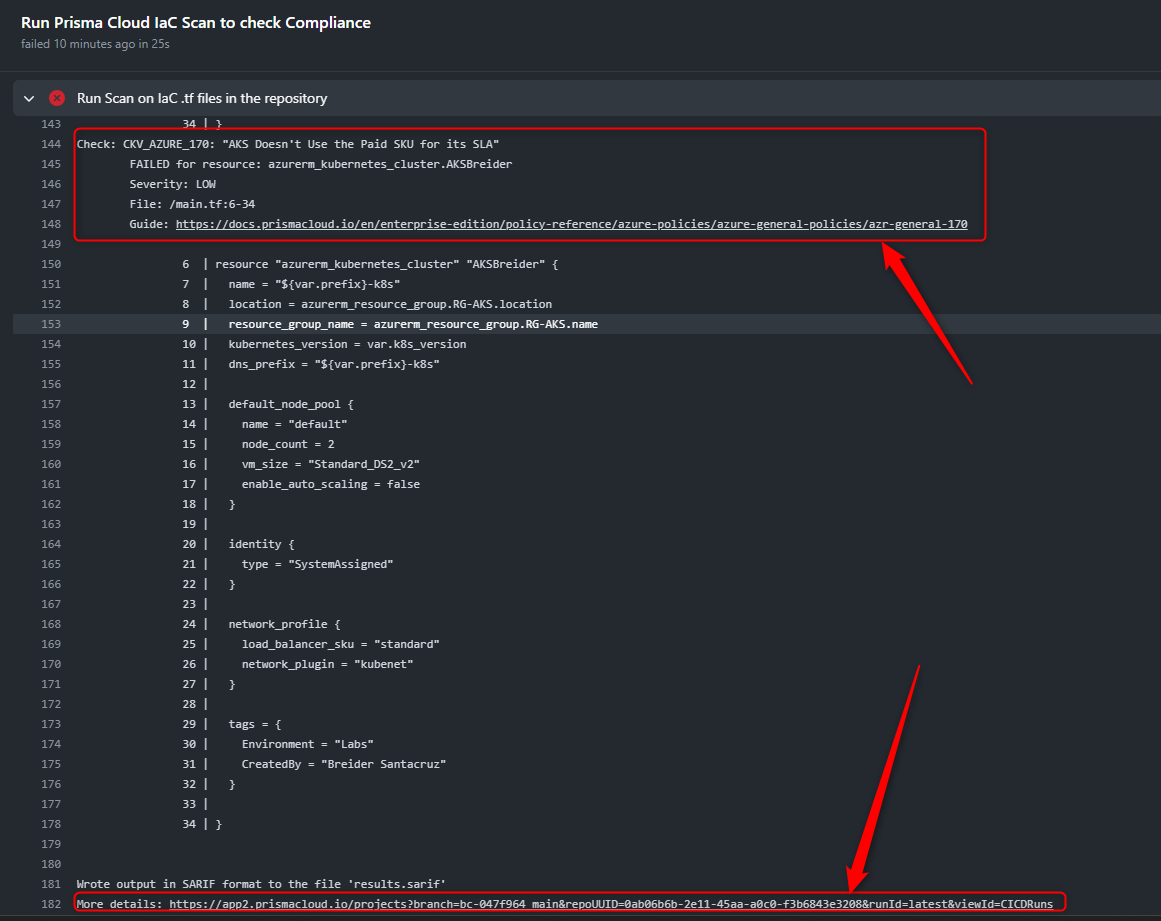 Run Prisma Cloud IaC Scan to check Compliance
failed 10 minutes ago in 25s
Run Scan on IaC .tf files in the repository
143 34 | }
144 Check: CKV_AZURE_170: "AKS Doesn't Use the Paid SKU for its SLA"
145 FAILED for resource: azurerm_kubernetes_cluster.AKSBreider
146 Severity: LOW
147 File: /main.tf:6-34
148 Guide: https://docs.prismacloud.io/en/enterprise-edition/policy-reference/azure-policies/azure-general-policies/azr-general-170
149
150 6 | resource "azurerm_kubernetes_cluster" "AKSBreider" {
151 7 | name = "${var.prefix}-k8s"
152 8 | location = azurerm_resource_group.RG-AKS.location
153 9 | resource_group_name = azurerm_resource_group.RG-AKS.name
154 10 | kubernetes_version = var.k8s_version
155 11 | dns_prefix = "${var.prefix}-k8s"
156 12 |
157 13 | default_node_pool {
158 14 | name = "default"
159 15 | node_count = 2
160 16 | vm_size = "Standard_DS2_v2"
161 17 | enable_auto_scaling = false
162 18 | }
163 19 |
164 20 | identity {
165 21 | type = "SystemAssigned"
166 22 | }
167 23 |
168 24 | network_profile {
169 25 | load_balancer_sku = "standard"
170 26 | network_plugin = "kubenet"
171 27 | }
172 28 |
173 29 | tags = {
174 30 | Environment = "Labs"
175 31 | CreatedBy = "Breider Santacruz"
176 32 | }
177 33 |
178 34 | }
179
180
181 Wrote output in SARIF format to the file 'results.sarif'
182 More details: https://app2.prismacloud.io/projects?branch=bc-047f964_main&repoUUID=0ab06b6b-2e11-45aa-a0c0-f3b6843e3208&runId=latest&viewId=CICDRuns